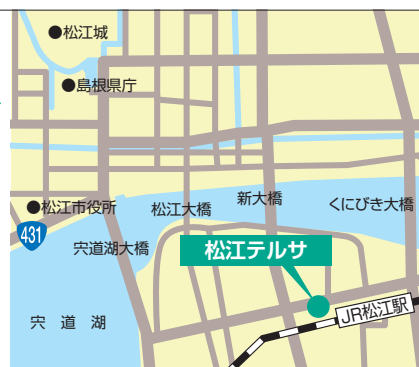 ●松江城
●島根県庁
●松江市役所
松江大橋
新大橋
くにびき大橋
431
宍道湖大橋
松江テルサ
宍道湖
JR松江駅